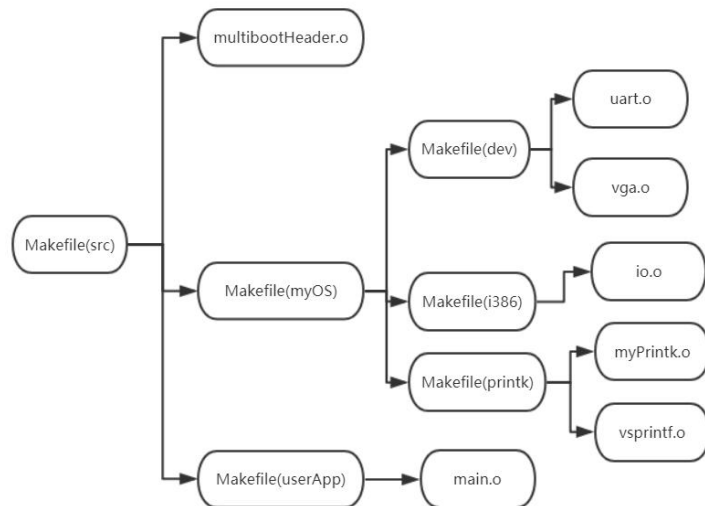 multibootHeader.o
uart.o
Makefile(dev)
vga.o
Makefile(src)
Makefile(myOS)
io.o
Makefile(i386)
myPrintk.o
Makefile(printk)
vsprintf.o
Makefile(userApp)
main.o